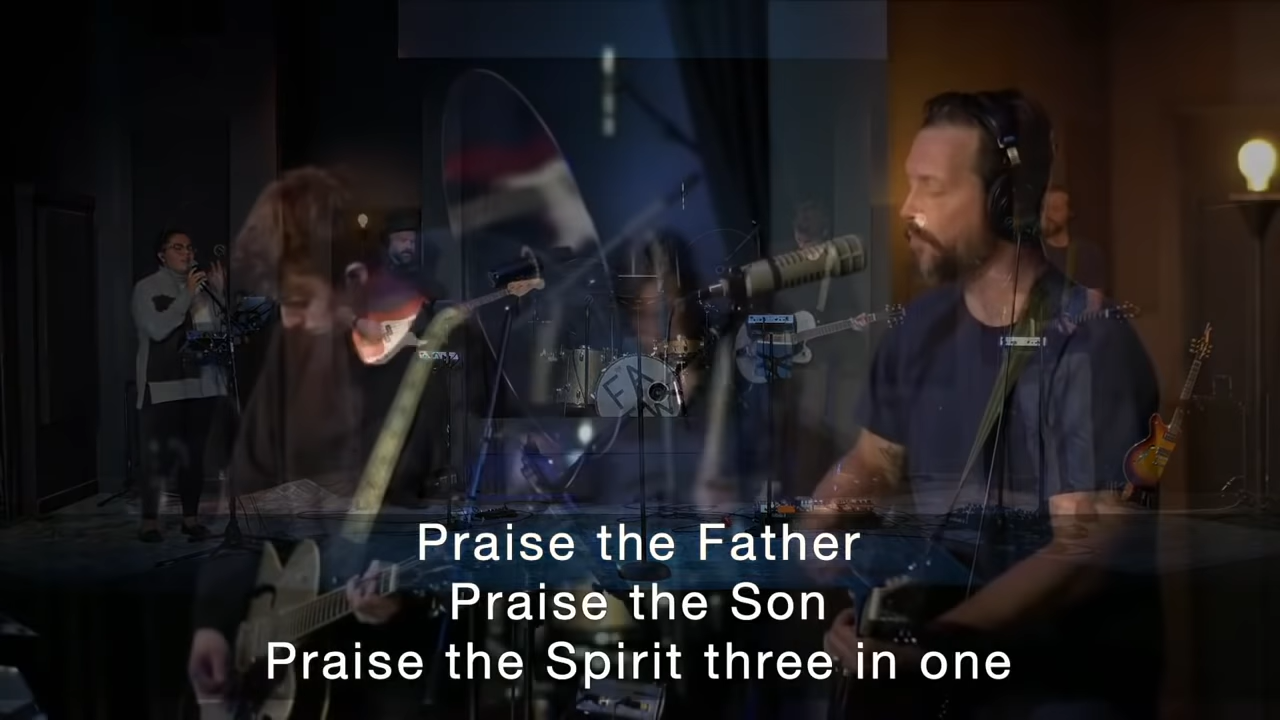 Praise the Father
Praise the Son
Praise the Spirit three in one